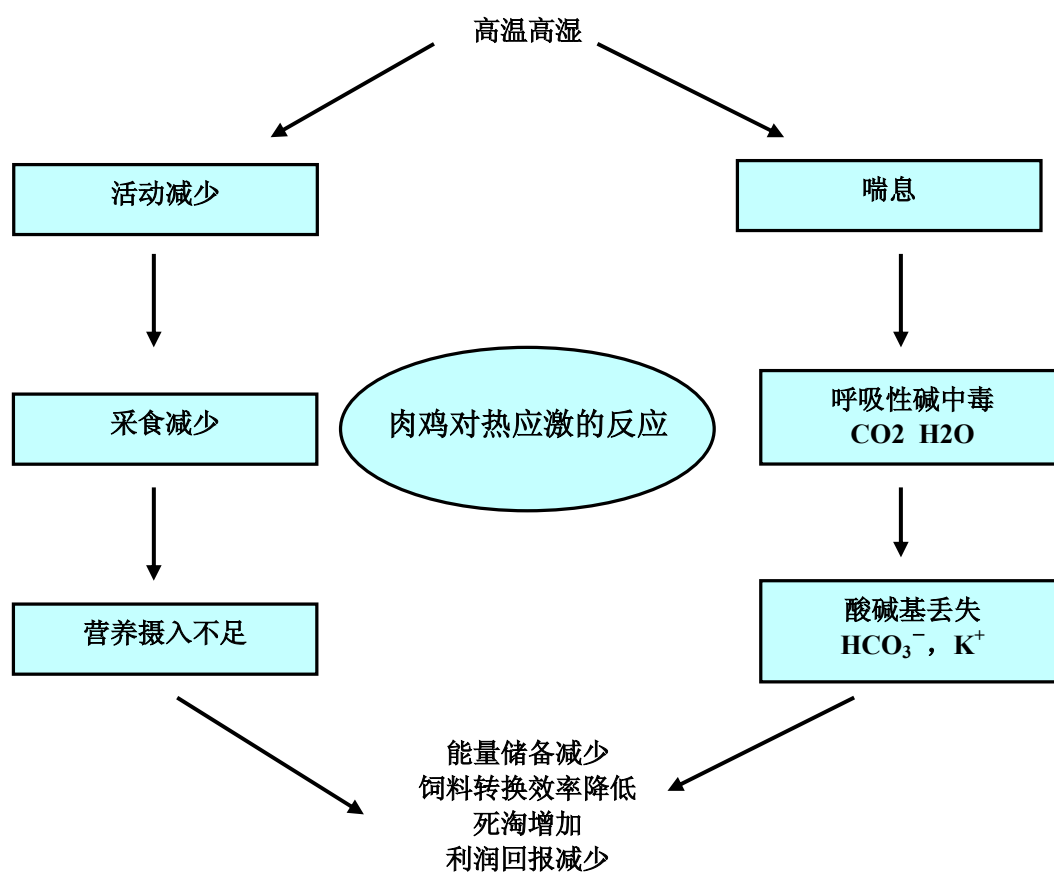 高温高湿
活动减少
喘息
采食减少
肉鸡对热应激的反应
呼吸性碱中毒
CO2 H2O
营养摄入不足
酸碱基丢失
HCO₃⁻，K⁺
能量储备减少
饲料转换效率降低
死淘增加
利润回报减少